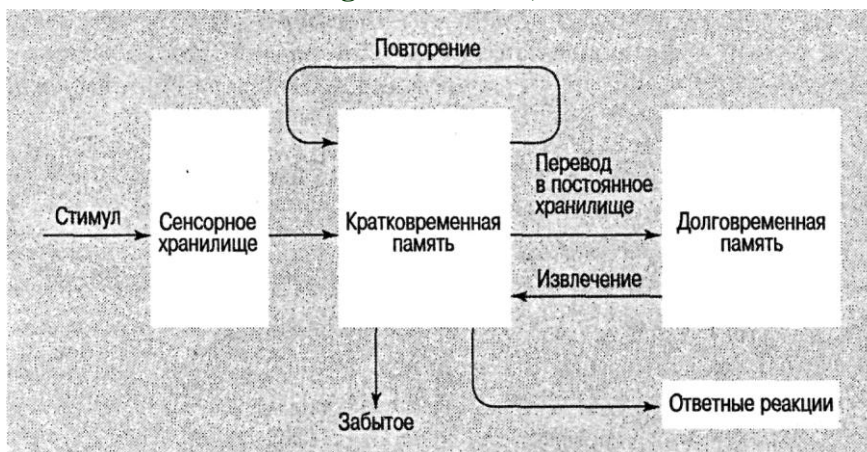 Повторение
Стимул
Сенсорное
хранилище
Кратковременная
память
Перевод
в постоянное
хранилище
Долговременная
память
Извлечение
Забытое
Ответные реакции